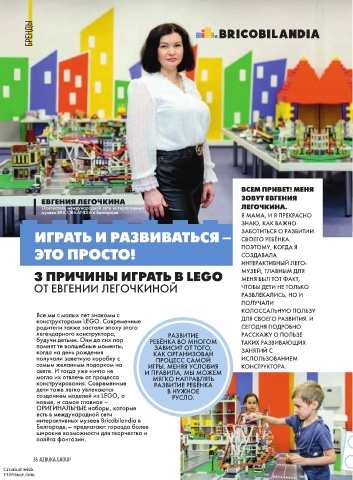 БРЕНДЫ
BRICOBILANDIA
ЕВГЕНИЯ ЛЕГОЧКИНА
Основатель международной сети интерактивных
музеев BRICOBILANDIA в Белгороде
ИГРАТЬ И РАЗВИВАТЬСЯ –
ЭТО ПРОСТО!
3 ПРИЧИНЫ ИГРАТЬ В LEGO
ОТ ЕВГЕНИИ ЛЕГОЧКИНОЙ
Все мы с малых лет знакомы с
конструкторами LEGO. Современные
родители также застали эпоху этого
легендарного конструктора,
будучи детьми. Они до сих пор
помнят те волшебные моменты,
когда на день рождения
получали заветную коробку с
самым желанным подарком на
свете. И тогда уже ничто не
могло их отвлечь от процесса
конструирования. Современные
дети тоже легко увлекаются
созданием моделей из LEGO, а
новые, и самое главное –
ОРИГИНАЛЬНЫЕ наборы, которые
есть в международной сети
интерактивных музеев Bricobilandia в
Белгороде, – предлагают гораздо более
широкие возможности для творчества и
полёта фантазии.
РАЗВИТИЕ
РЕБЁНКА ВО МНОГОМ
ЗАВИСИТ ОТ ТОГО,
КАК ОРГАНИЗОВАН
ПРОЦЕСС САМОЙ
ИГРЫ. МЕНЯЯ УСЛОВИЯ
И ПРАВИЛА, МЫ МОЖЕМ
МЯГКО НАПРАВЛЯТЬ
РАЗВИТИЕ РЕБЁНКА
В НУЖНОЕ
РУСЛО.
ВСЕМ ПРИВЕТ! МЕНЯ
ЗОВУТ ЕВГЕНИЯ
ЛЕГОЧКИНА.
Я МАМА, И Я ПРЕКРАСНО
ЗНАЮ, КАК ВАЖНО
ЗАБОТИТЬСЯ О РАЗВИТИИ
СВОЕГО РЕБЁНКА.
ПОЭТОМУ, КОГДА Я
СОЗДАВАЛА
ИНТЕРАКТИВНЫЙ ЛЕГО-
МУЗЕЙ, ГЛАВНЫМ ДЛЯ
МЕНЯ БЫЛ ТОТ ФАКТ,
ЧТОБЫ ДЕТИ НЕ ТОЛЬКО
РАЗВЛЕКАЛИСЬ, НО И
ПОЛУЧАЛИ
КОЛОССАЛЬНУЮ ПОЛЬЗУ
ДЛЯ СВОЕГО РАЗВИТИЯ. И
СЕГОДНЯ ПОДРОБНО
РАССКАЖУ О ПОЛЬЗЕ
ТАКИХ РАЗВИВАЮЩИХ
ЗАНЯТИЙ С
ИСПОЛЬЗОВАНИЕМ
КОНСТРУКТОРА.
36 AZBUKA.GROUP
Created with